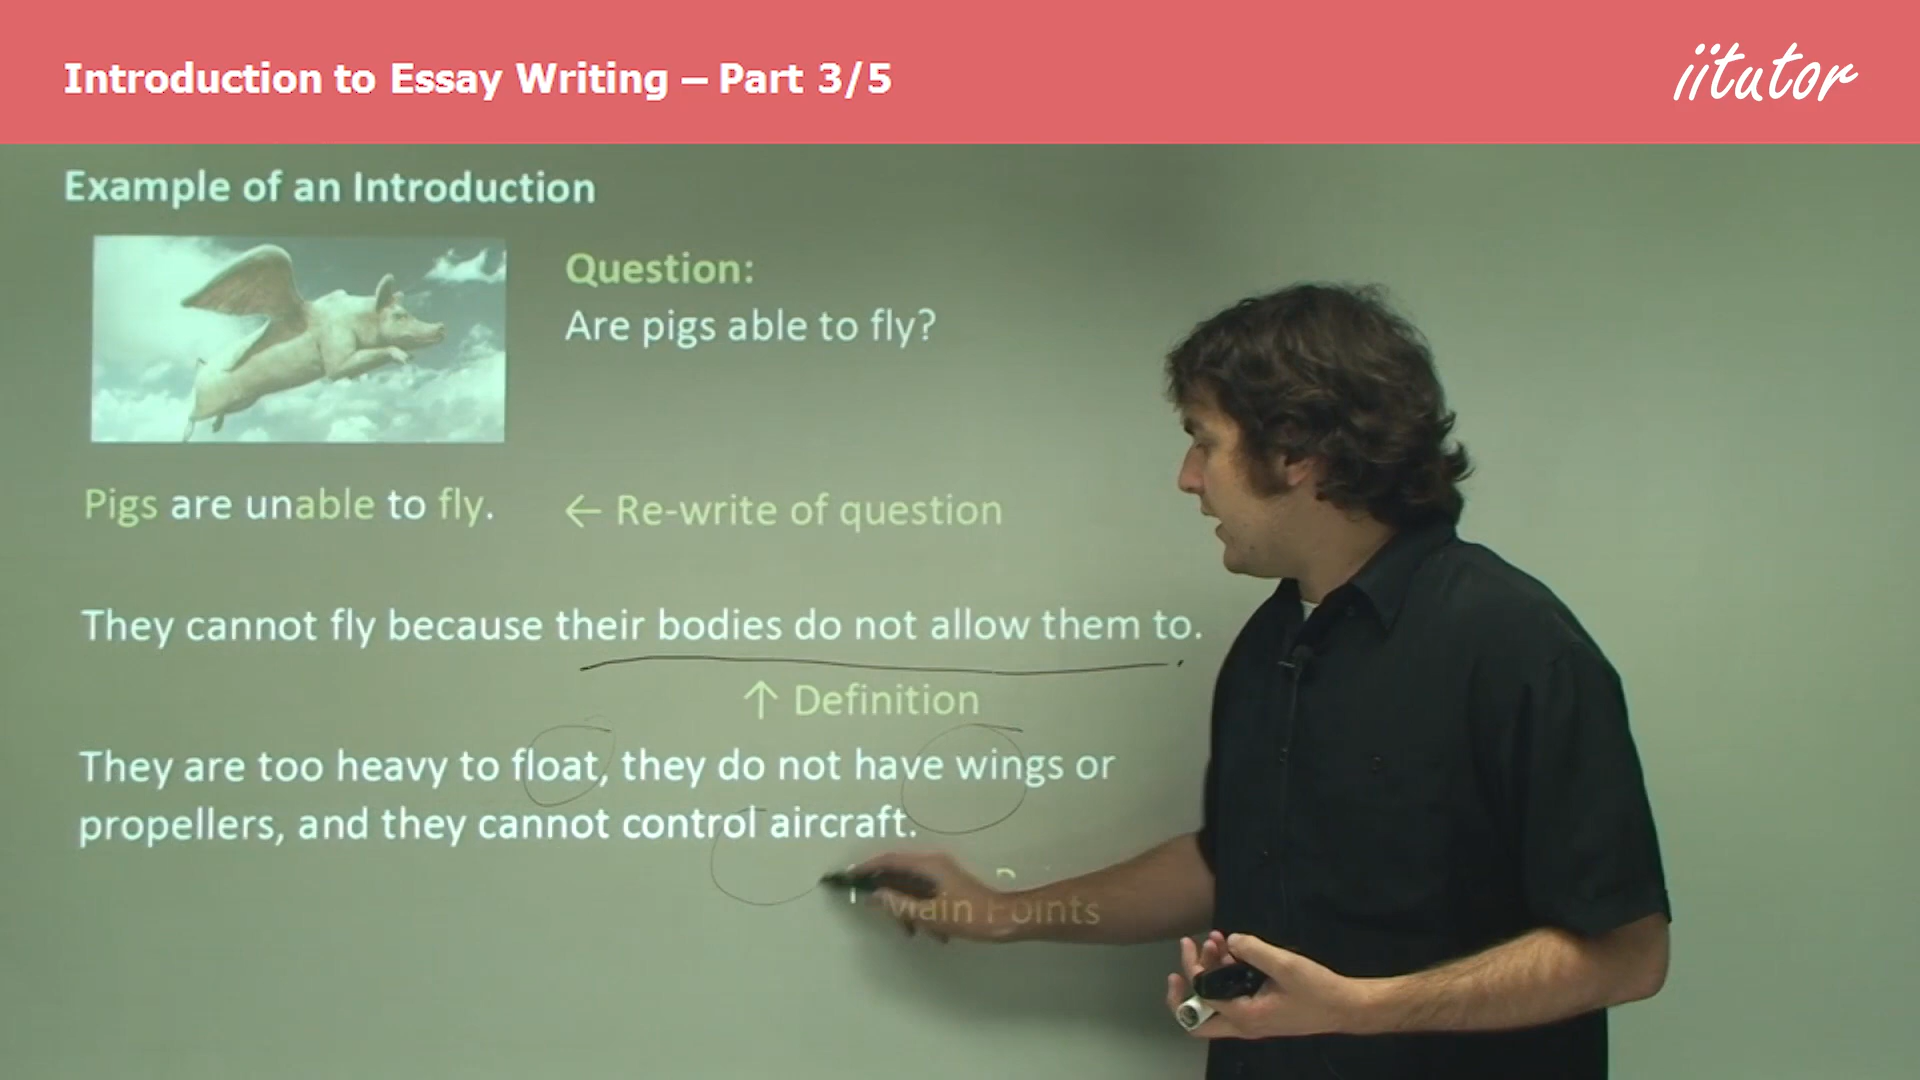 Introduction to Essay Writing – Part 3/5
iitutor
Example of an Introduction
Question:
Are pigs able to fly?
Pigs are unable to fly.
← Re-write of question
They cannot fly because their bodies do not allow them to.
↑ Definition
They are too heavy to float, they do not have wings or
propellers, and they cannot control aircraft.
Main Points